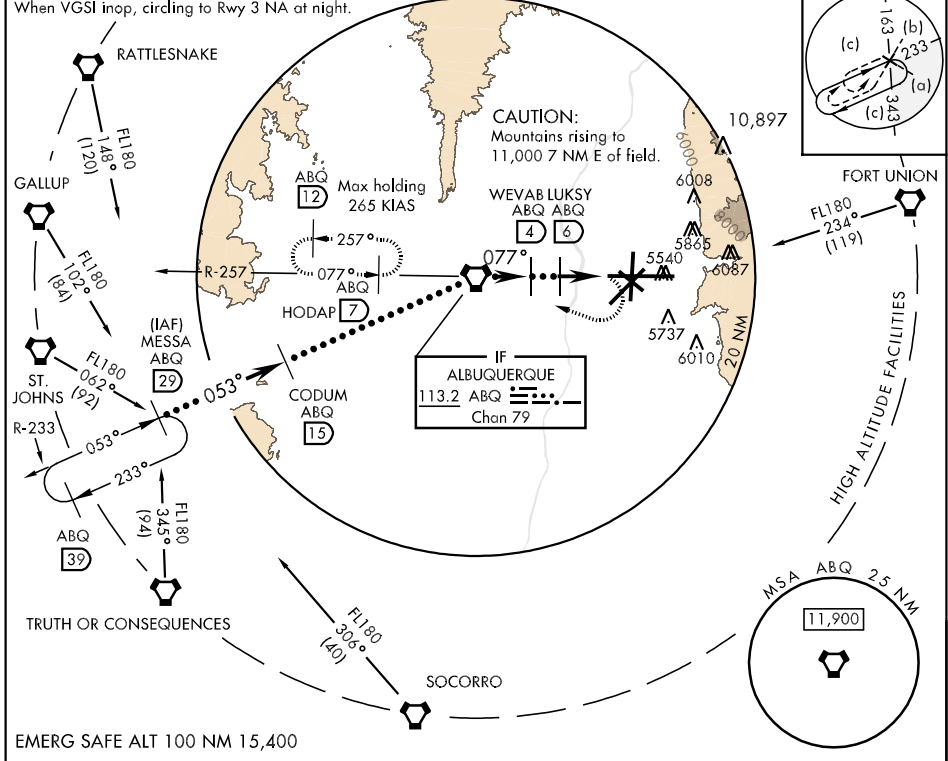 When VGSI inop, circling to Rwy 3 NA at night.
RATTLESNAKE
FL180
148°
(120)
GALLUP
FL180
102°
(84)
(IAF)
MESSA
ABQ
29
FL180
062°
(92)
ST.
JOHNS
R-233
053°
233°
ABQ
39
FL180
345°
(94)
TRUTH OR CONSEQUENCES
053°
CODUM
ABQ
15
ABQ
12
Max holding
265 KIAS
257°
R-257
077°
HODAP
ABQ
7
CAUTION:
Mountains rising to
11,000 7 NM E of field.
WEVAB
ABQ
4
LUKSY
ABQ
6
077°
IF
ALBUQUERQUE
113.2 ABQ
Chan 79
10,897
6000
6008
8000
5865
5540
6087
5737
6010
20 NM
163
(b)
(c)
233
(a)
(c)
343
FORT UNION
FL180
234°
(119)
HIGH ALTITUDE FACILITIES
FL180
306°
(40)
SOCORRO
MSA ABQ 25 NM
11,900
EMERG SAFE ALT 100 NM 15,400